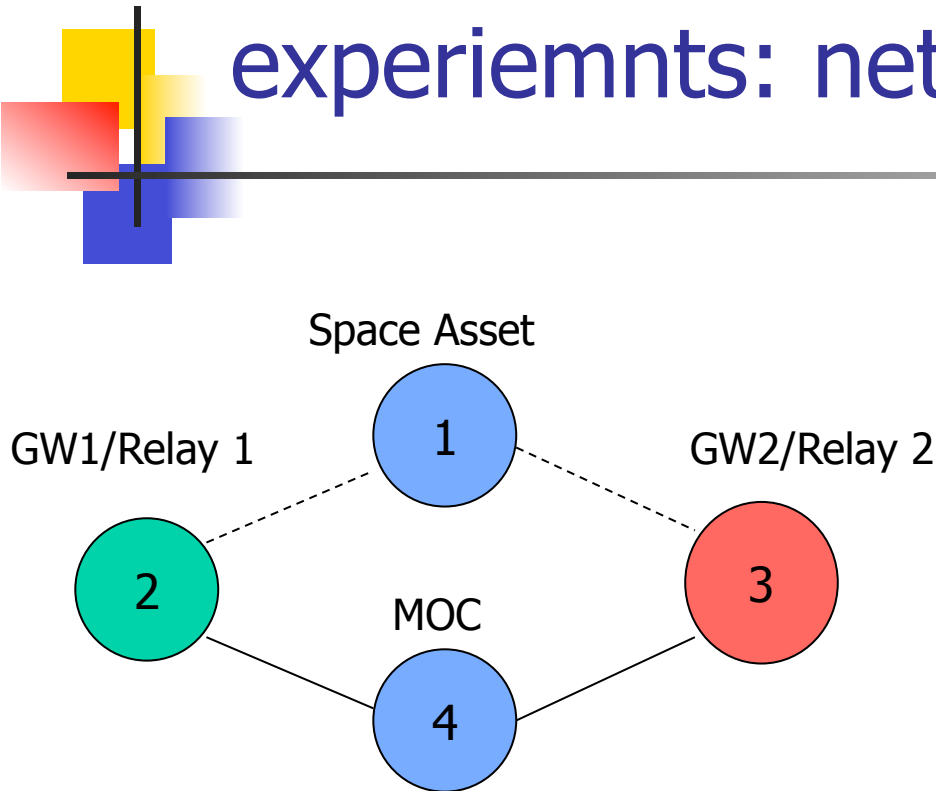 experiemnts: net
Space Asset
1
GW1/Relay 1
GW2/Relay 2
2
3
MOC
4